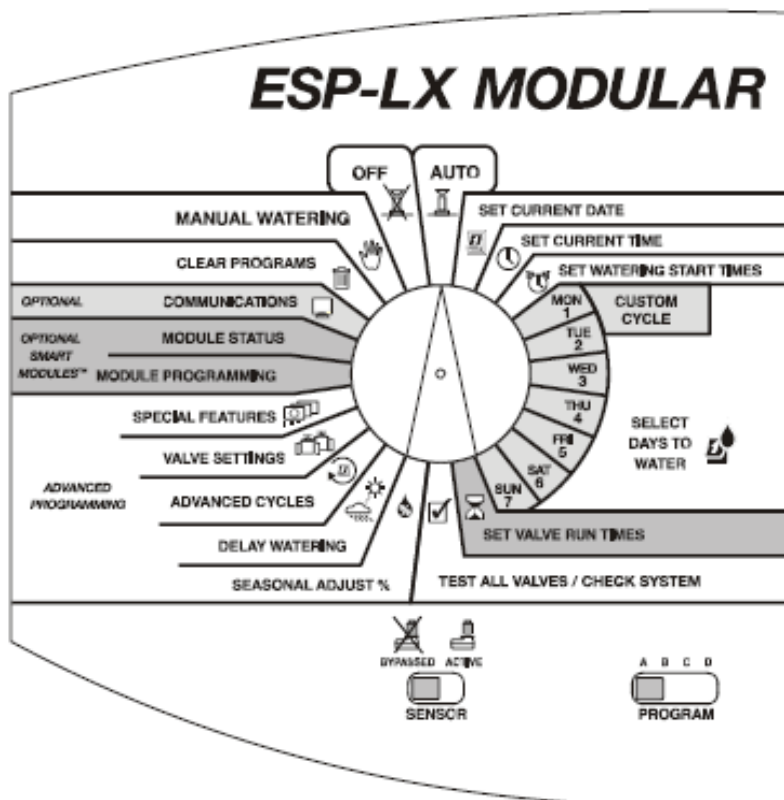 ESP-LX MODULAR
OFF
AUTO
MANUAL WATERING
SET CURRENT DATE
CLEAR PROGRAMS
SET CURRENT TIME
SET WATERING START TIMES
OPTIONAL
COMMUNICATIONS
MON
1
CUSTOM
CYCLE
OPTIONAL
SMART
MODULES™
MODULE STATUS
MODULE PROGRAMMING
TUE
2
WED
3
THU
4
FRI
5
SAT
6
SUN
7
SELECT
DAYS TO
WATER
SPECIAL FEATURES
VALVE SETTINGS
ADVANCED
PROGRAMMING
ADVANCED CYCLES
DELAY WATERING
SEASONAL ADJUST %
SET VALVE RUN TIMES
TEST ALL VALVES / CHECK SYSTEM
BYPASSED ACTIVE
SENSOR
A B C D
PROGRAM